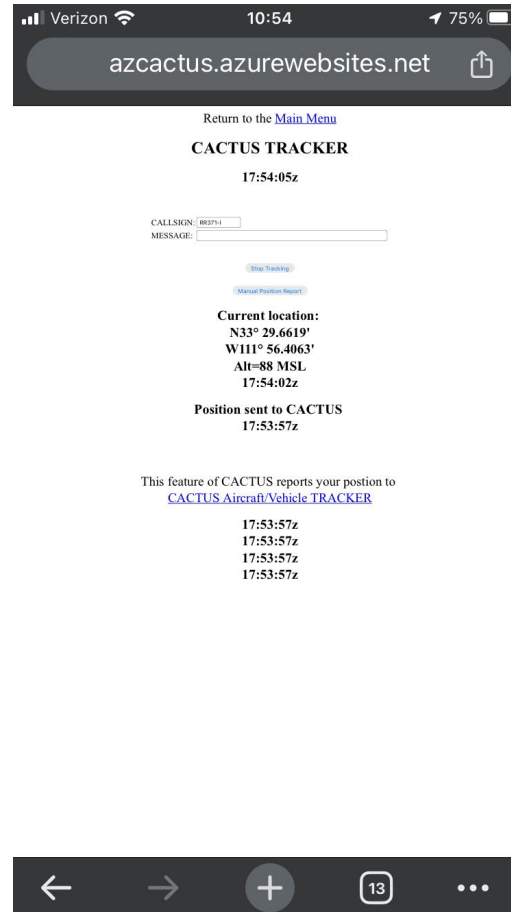 Verizon 10:54 75%
azcactus.azurewebsites.net
Return to the Main Menu
CACTUS TRACKER
17:54:05z
CALLSIGN: RR371-I
MESSAGE:
Stop Tracking
Manual Position Report
Current location:
N33° 29.6619'
W111° 56.4063'
Alt=88 MSL
17:54:02z
Position sent to CACTUS
17:53:57z
This feature of CACTUS reports your postion to
CACTUS Aircraft/Vehicle TRACKER
17:53:57z
17:53:57z
17:53:57z
17:53:57z
13